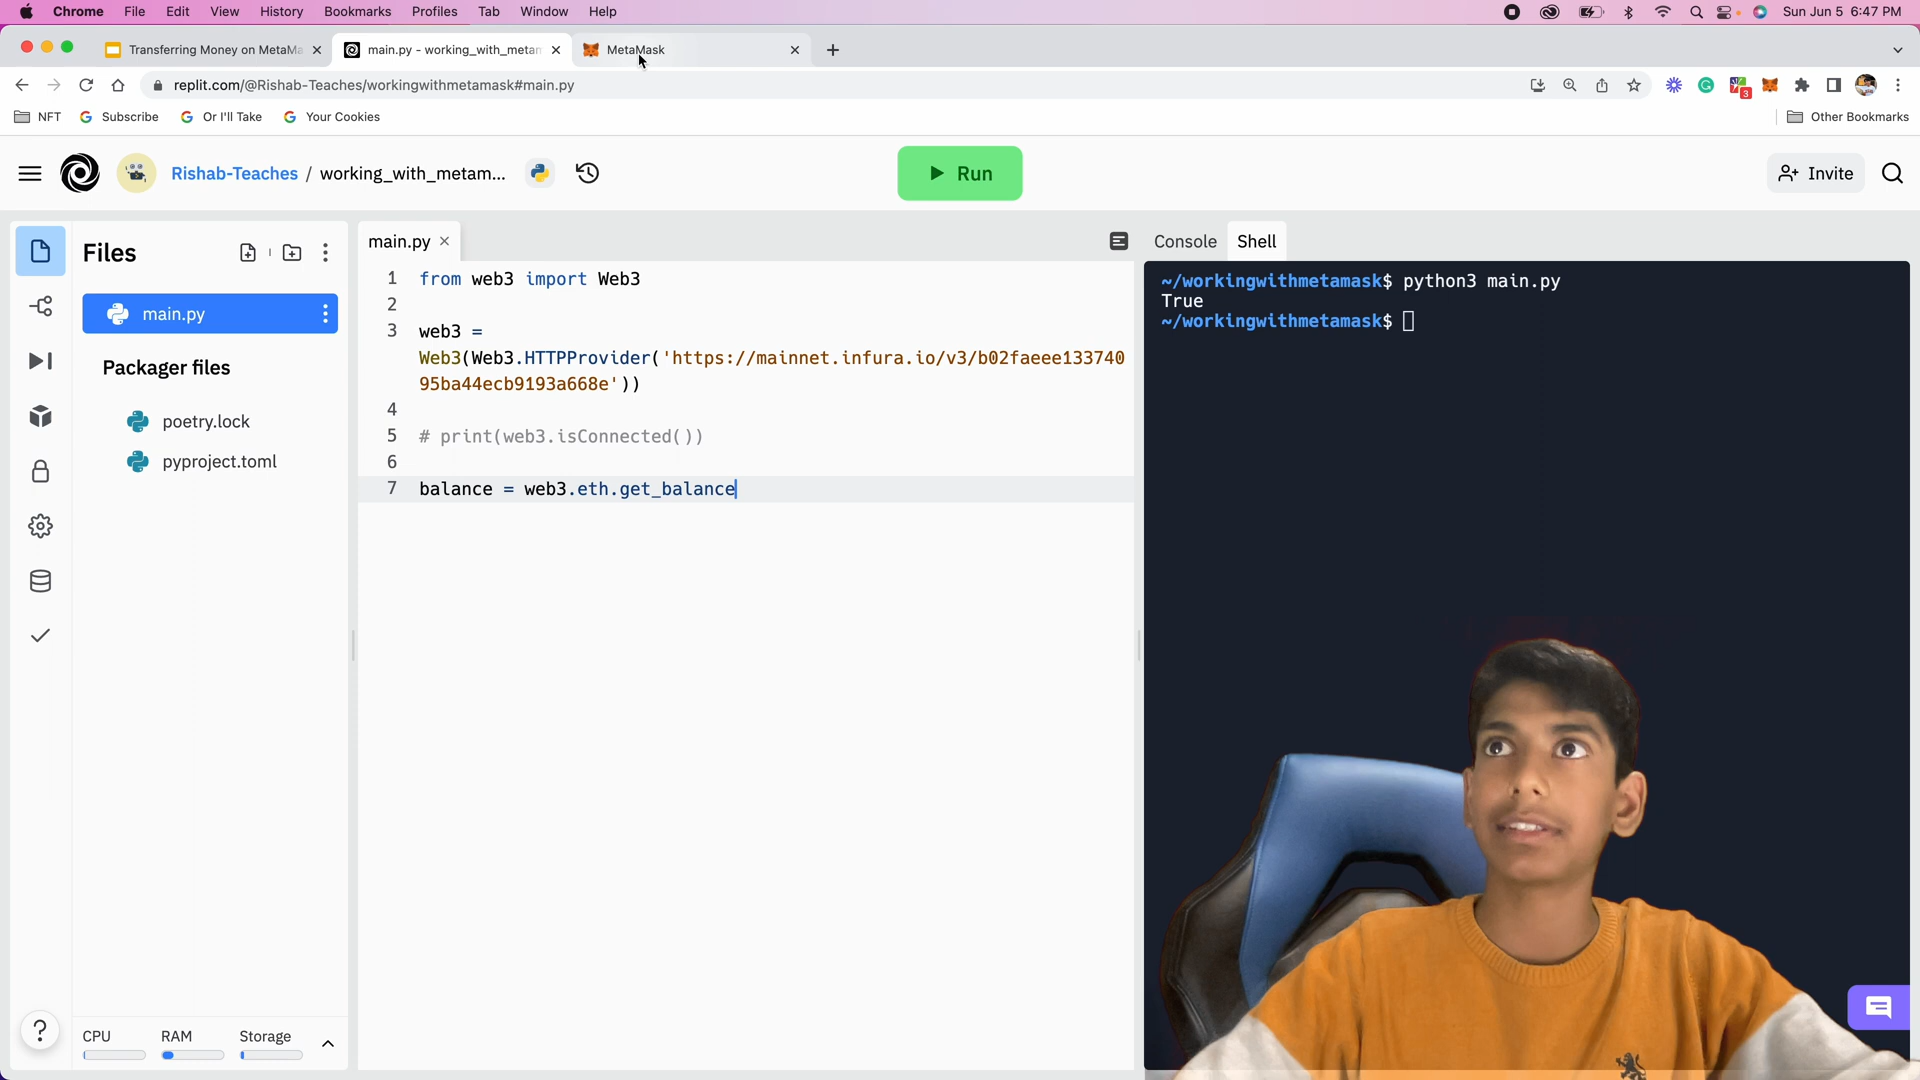 Chrome File Edit View History Bookmarks Profiles Tab Window Help Sun Jun 5 6:47 PM
Transferring Money on MetaMa main.py - working_with_metam MetaMask
replit.com/@Rishab-Teaches/workingwithmetamask#main.py 3
NFT Subscribe Or I'll Take Your Cookies Other Bookmarks
Rishab-Teaches / working_with_metam... Run Invite
Files main.py Console Shell
1 from web3 import Web3
2
3 web3 =
Web3(Web3.HTTPProvider('https://mainnet.infura.io/v3/b02faeee133740
95ba44ecb9193a668e'))
4
5 # print(web3.isConnected())
6
7 balance = web3.eth.get_balance
main.py
Packager files
poetry.lock
pyproject.toml
~/workingwithmetamask$ python3 main.py
True
~/workingwithmetamask$
?
CPU RAM Storage